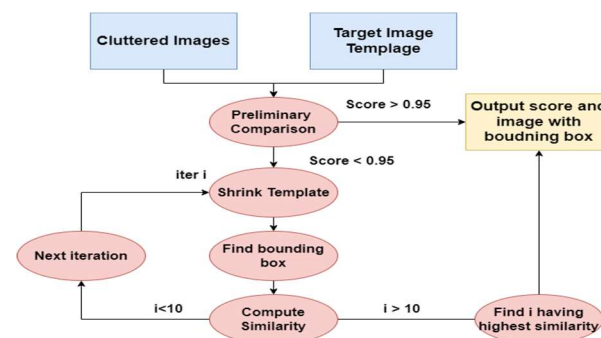 Cluttered Images
Target Image
Templage
Preliminary
Comparison
Score > 0.95
Output score and
image with
boudning box
Score < 0.95
iter i
Shrink Template
Next iteration
Find bounding
box
i<10
Compute
Similarity
i > 10
Find i having
highest similarity